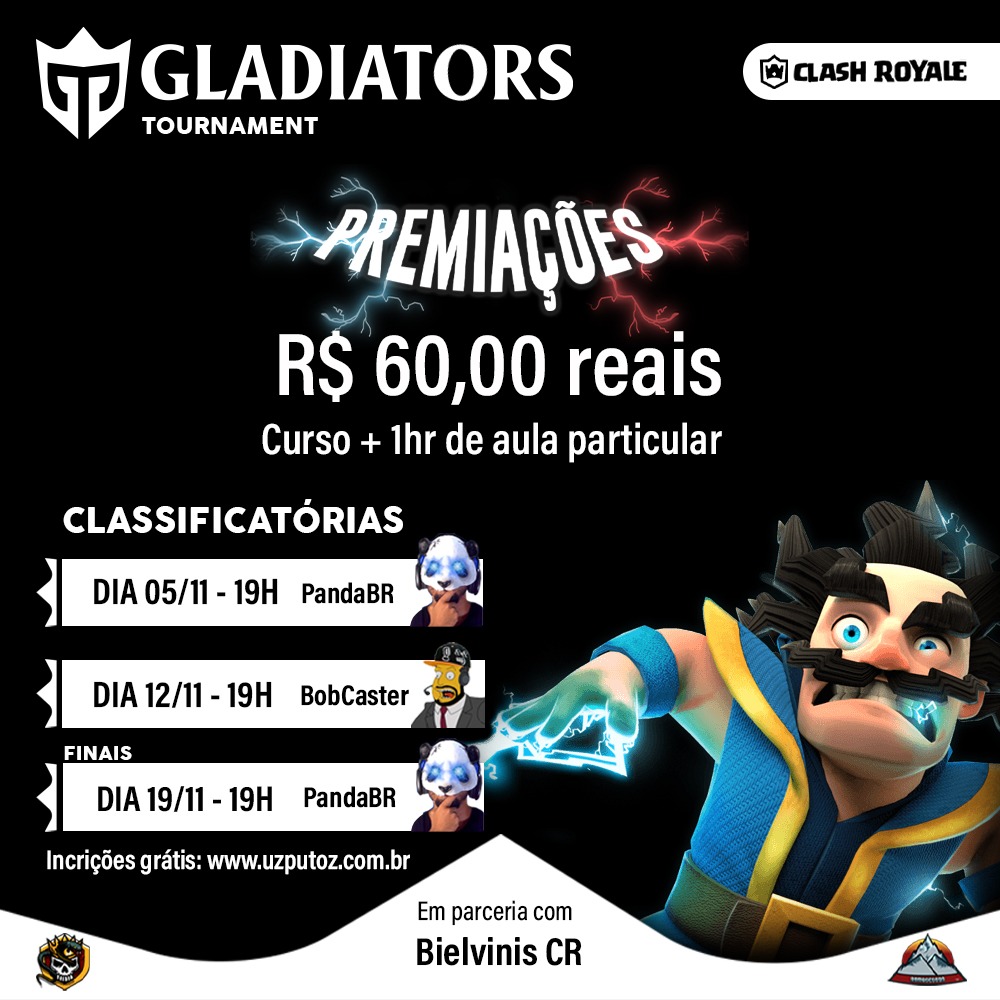 GLADIATORS
TOURNAMENT
CLASH ROYALE
PREMIAÇÕES
R$ 60,00 reais
Curso + 1hr de aula particular
CLASSIFICATÓRIAS
DIA 05/11 - 19H PandaBR
DIA 12/11 - 19H BobCaster
FINAIS
DIA 19/11 - 19H PandaBR
Incrições grátis: www.uzputoz.com.br
Em parceria com
Bielvinis CR